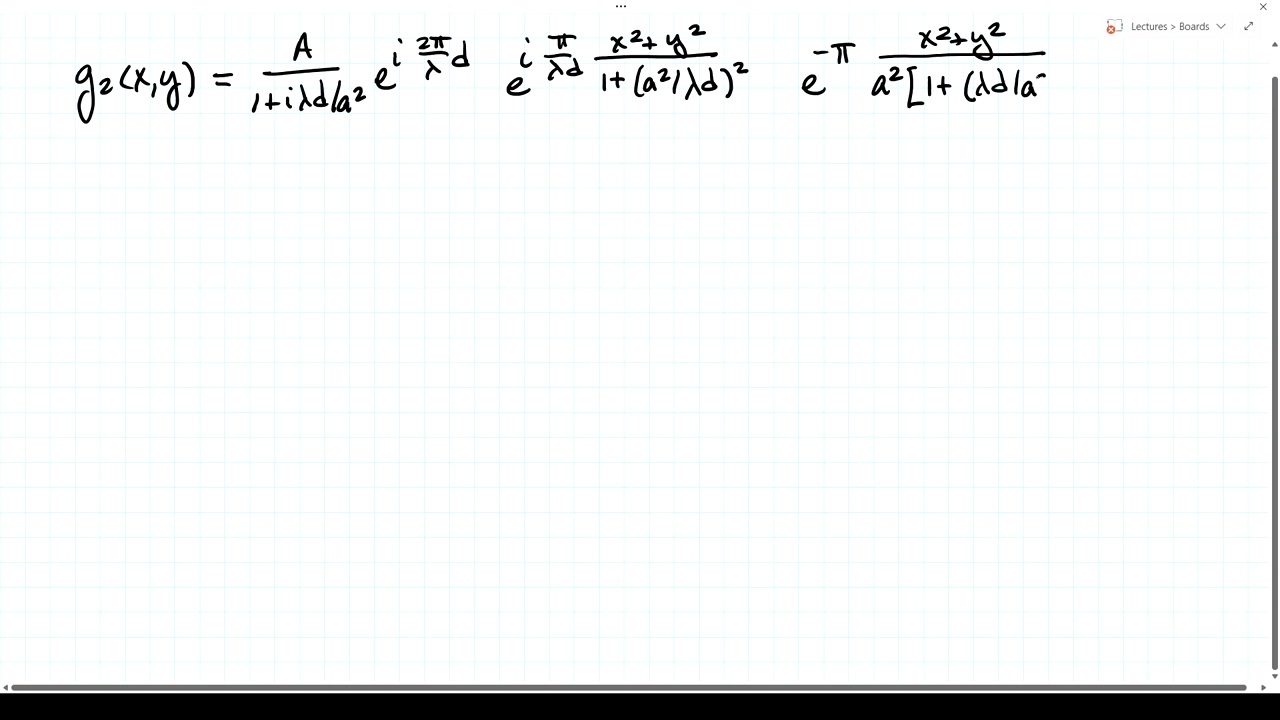 Lectures > Boards
g₂(x,y) = A / (1+iλd/a²) e^{i 2π/λ d} e^{i π/λd (x²+y²)/(1+(a²/λd)²)} e^{-π (x²+y²)/(a²[1+(λd/a